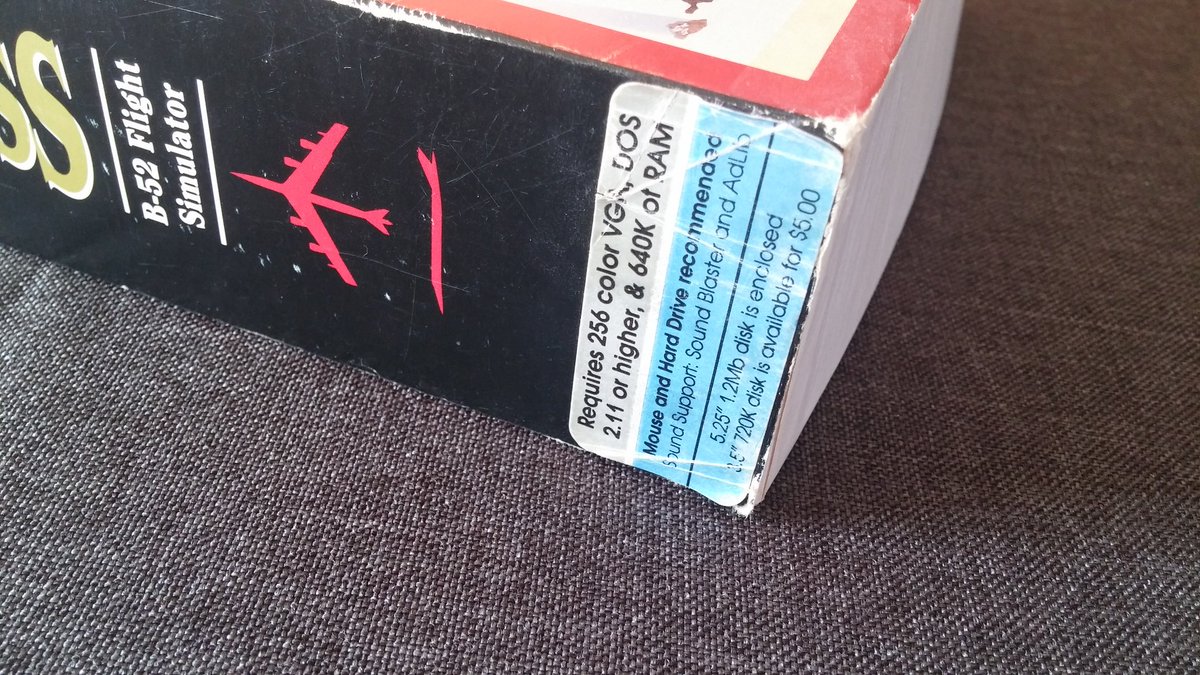 B-52 Flight
Simulator
Requires 256 color VGA, DOS
2.11 or higher, & 640K of RAM
Mouse and Hard Drive recommended
Sound Support: Sound Blaster and AdLib
5.25" 1.2Mb disk is enclosed
3.5" 720K disk is available for $5.00